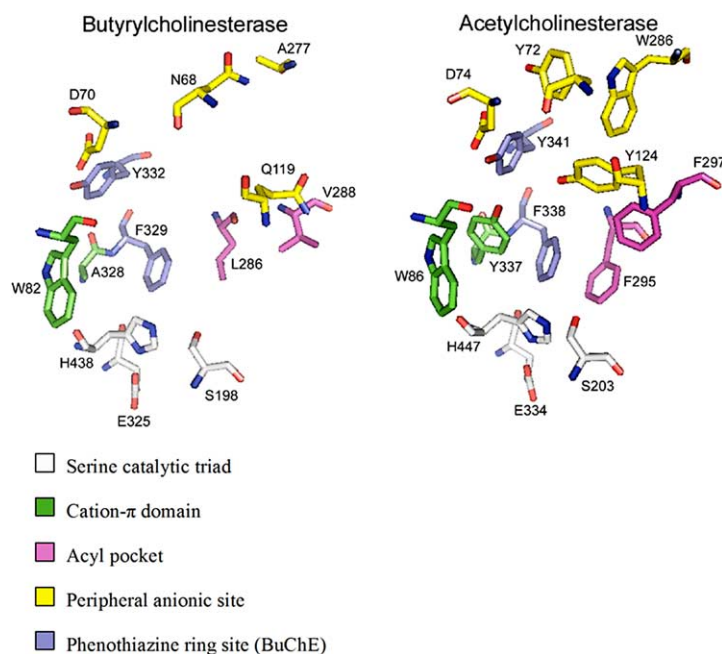 Butyrylcholinesterase
A277
N68
D70
Y332
Q119
V288
F329
A328
L286
W82
H438
S198
E325
Acetylcholinesterase
W286
Y72
D74
Y341
Y124
F297
F338
Y337
W86
F295
H447
S203
E334
Serine catalytic triad
Cation-π domain
Acyl pocket
Peripheral anionic site
Phenothiazine ring site (BuChE)